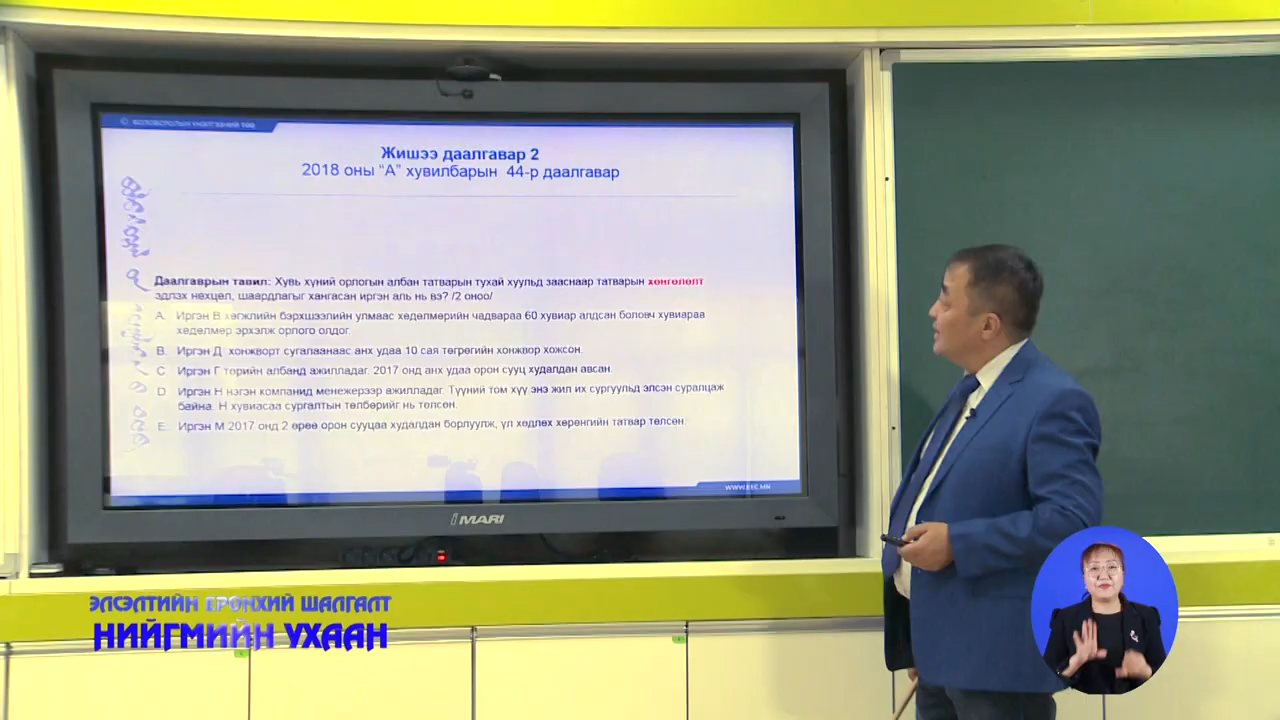 © БОЛОВСРОЛЫН ҮНЭЛГЭЭНИЙ ТӨВ
Жишээ даалгавар 2
2018 оны “А” хувилбарын 44-р даалгавар
Даалгаврын тавил: Хувь хүний орлогын албан татварын тухай хуульд зааснаар татварын хөнгөлөлт
эдлэх нөхцөл, шаардлагыг хангасан иргэн аль нь вэ? /2 оноо/
A. Иргэн В хөгжлийн бэрхшээлийн улмаас хөдөлмөрийн чадвараа 60 хувиар алдсан боловч хувиараа
хөдөлмөр эрхэлж орлого олдог.
B. Иргэн Д хонжворт сугалаанаас анх удаа 10 сая төгрөгийн хонжвор хожсон.
C Иргэн Г төрийн албанд ажилладаг. 2017 онд анх удаа орон сууц худалдан авсан.
D Иргэн Н нэгэн компанид менежерээр ажилладаг. Түүний том хүү энэ жил их сургуульд элсэн суралцаж
байна. Н хувиасаа сургалтын төлбөрийг нь төлсөн.
E. Иргэн М 2017 онд 2 өрөө орон сууцаа худалдан борлуулж, үл хөдлөх хөрөнгийн татвар төлсөн.
WWW.EEC.MN
iMARI
ЭЛСЭЛТИЙН ЕРӨНХИЙ ШАЛГАЛТ
НИЙГМИЙН УХААН